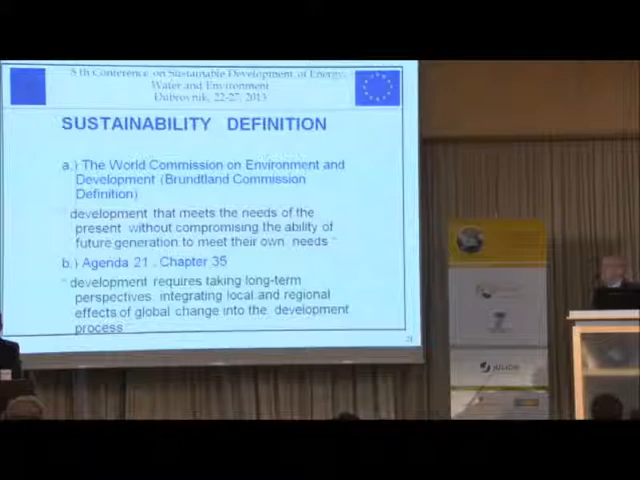 8th Conference on Sustainable Development of Energy,
Water and Environment
Dubrovnik, 22-27, 2013
SUSTAINABILITY DEFINITION
a.) The World Commission on Environment and
Development (Brundtland Commission
Definition)
development that meets the needs of the
present without compromising the ability of
future generation to meet their own needs "
b.) Agenda 21 . Chapter 35
" development requires taking long-term
perspectives integrating local and regional
effects of global change into the development
process"